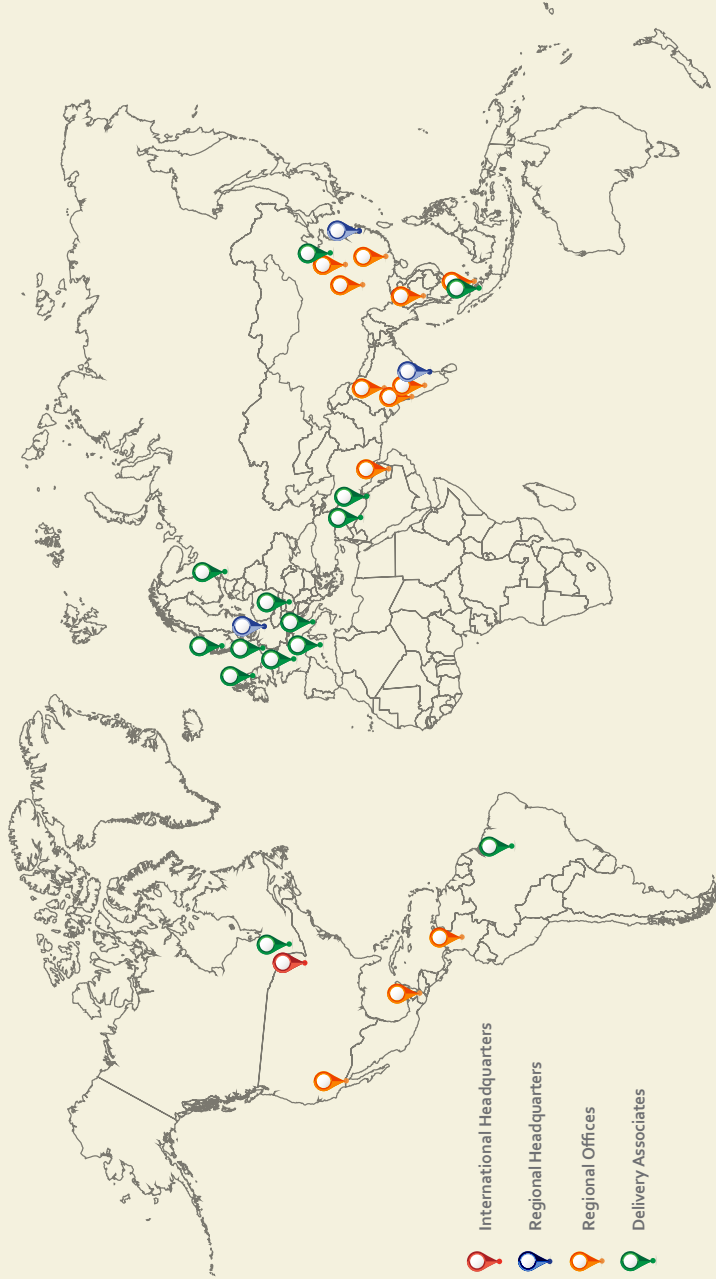 International Headquarters
Regional Headquarters
Regional Offices
Delivery Associates